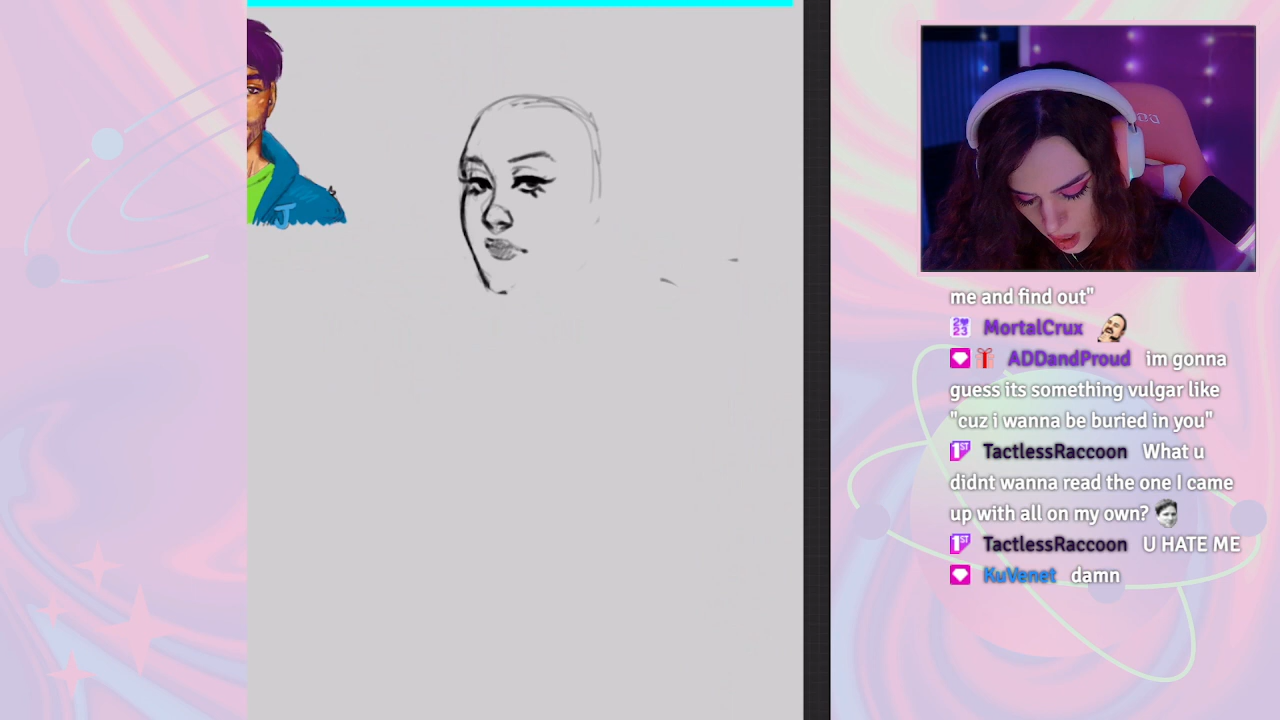 me and find out"
MortalCrux
ADDandProud im gonna
guess its something vulgar like
"cuz i wanna be buried in you"
TactlessRaccoon What u
didnt wanna read the one I came
up with all on my own?
TactlessRaccoon U HATE ME
KuVenet damn